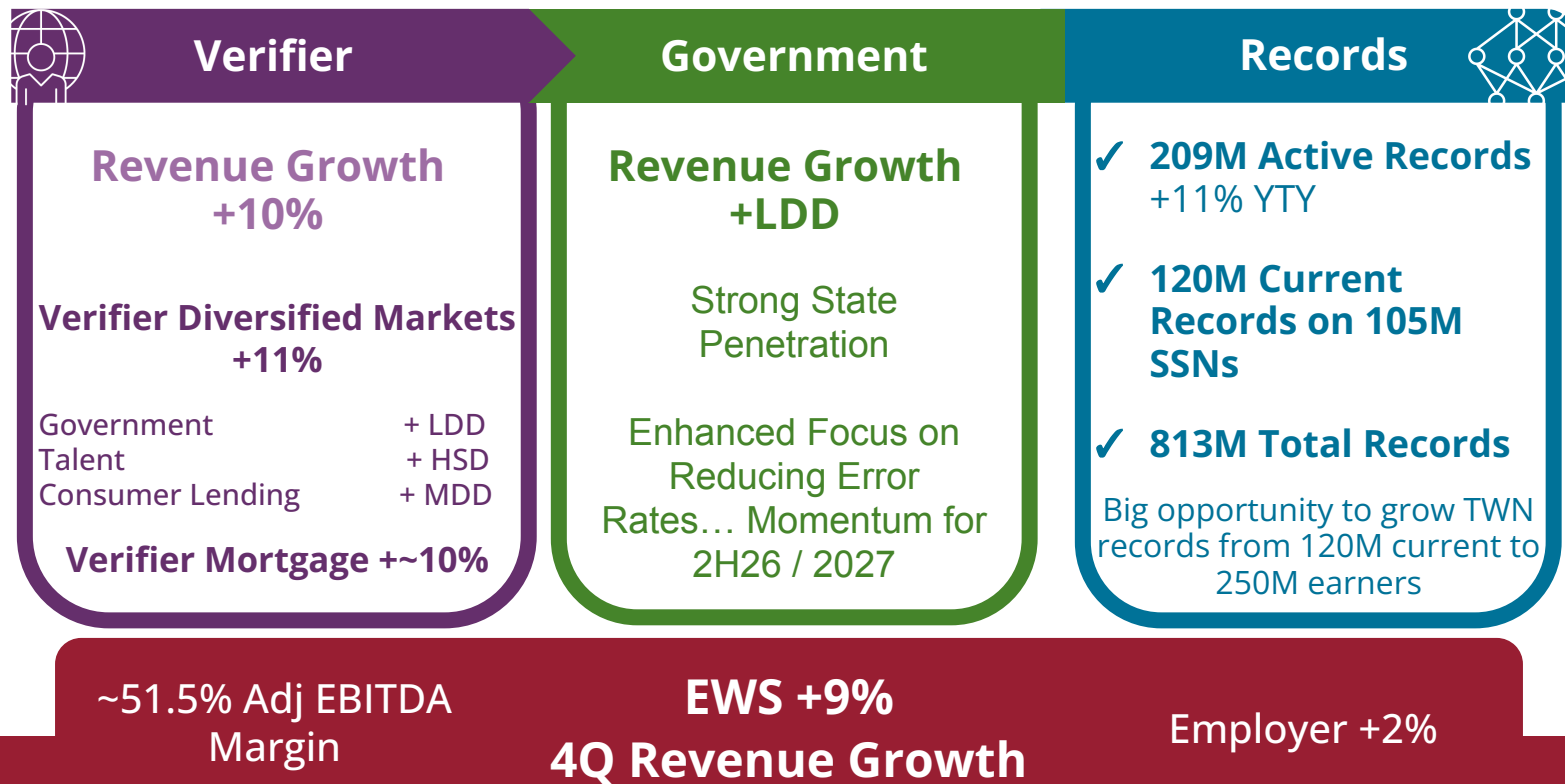 Verifier
Government
Records
Revenue Growth
+10%
Verifier Diversified Markets
+11%
Government + LDD
Talent + HSD
Consumer Lending + MDD
Verifier Mortgage +~10%
Revenue Growth
+LDD
Strong State
Penetration
Enhanced Focus on
Reducing Error
Rates... Momentum for
2H26 / 2027
✓ 209M Active Records
+11% YTY
✓ 120M Current
Records on 105M
SSNs
✓ 813M Total Records
Big opportunity to grow TWN
records from 120M current to
250M earners
~51.5% Adj EBITDA
Margin
EWS +9%
4Q Revenue Growth
Employer +2%